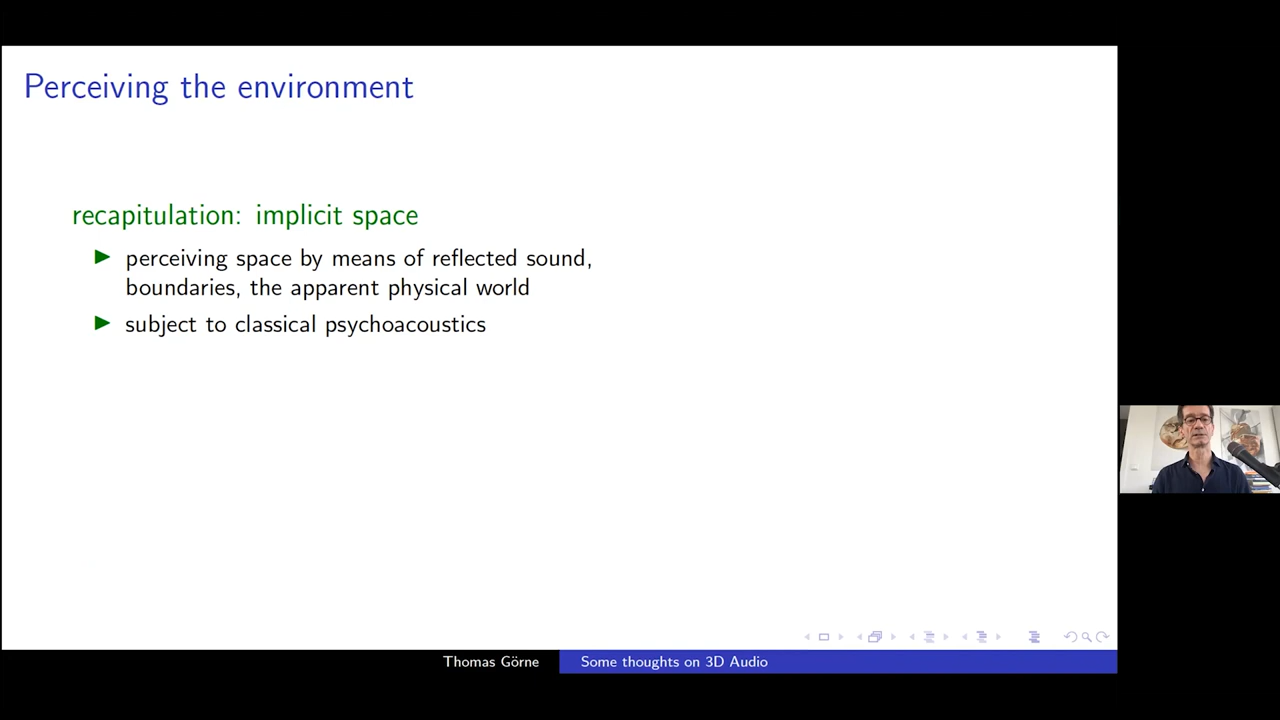 Perceiving the environment
recapitulation: implicit space
perceiving space by means of reflected sound,
boundaries, the apparent physical world
subject to classical psychoacoustics
Thomas Görne
Some thoughts on 3D Audio